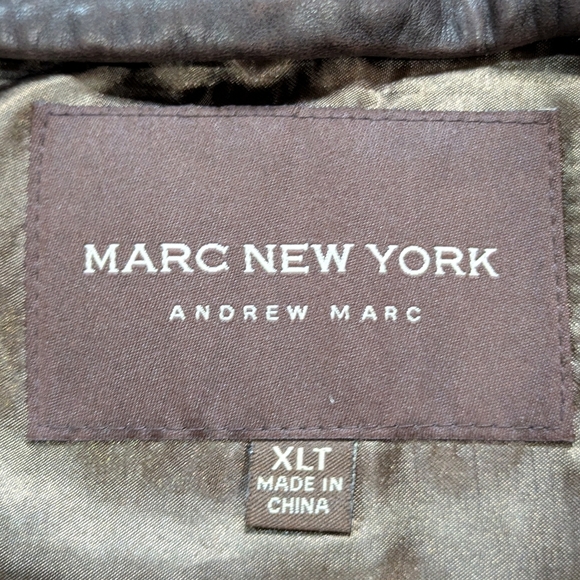 MARC NEW YORK
ANDREW MARC
XLT
MADE IN
CHINA